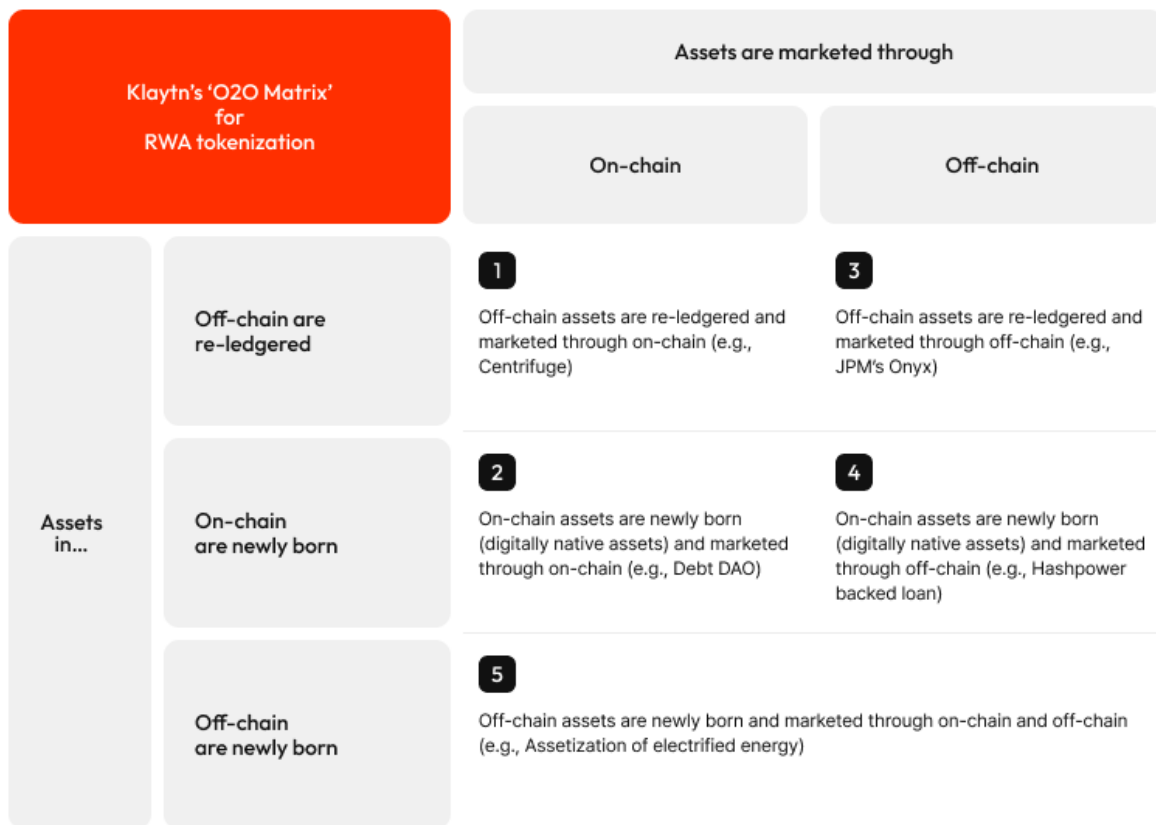 Klaytn's ‘O2O Matrix’
for
RWA tokenization
Assets are marketed through
On-chain
Off-chain
Assets
in...
Off-chain are
re-ledgered
1
Off-chain assets are re-ledgered and
marketed through on-chain (e.g.,
Centrifuge)
3
Off-chain assets are re-ledgered and
marketed through off-chain (e.g.,
JPM's Onyx)
On-chain
are newly born
2
On-chain assets are newly born
(digitally native assets) and marketed
through on-chain (e.g., Debt DAO)
4
On-chain assets are newly born
(digitally native assets) and marketed
through off-chain (e.g., Hashpower
backed loan)
Off-chain
are newly born
5
Off-chain assets are newly born and marketed through on-chain and off-chain
(e.g., Assetization of electrified energy)